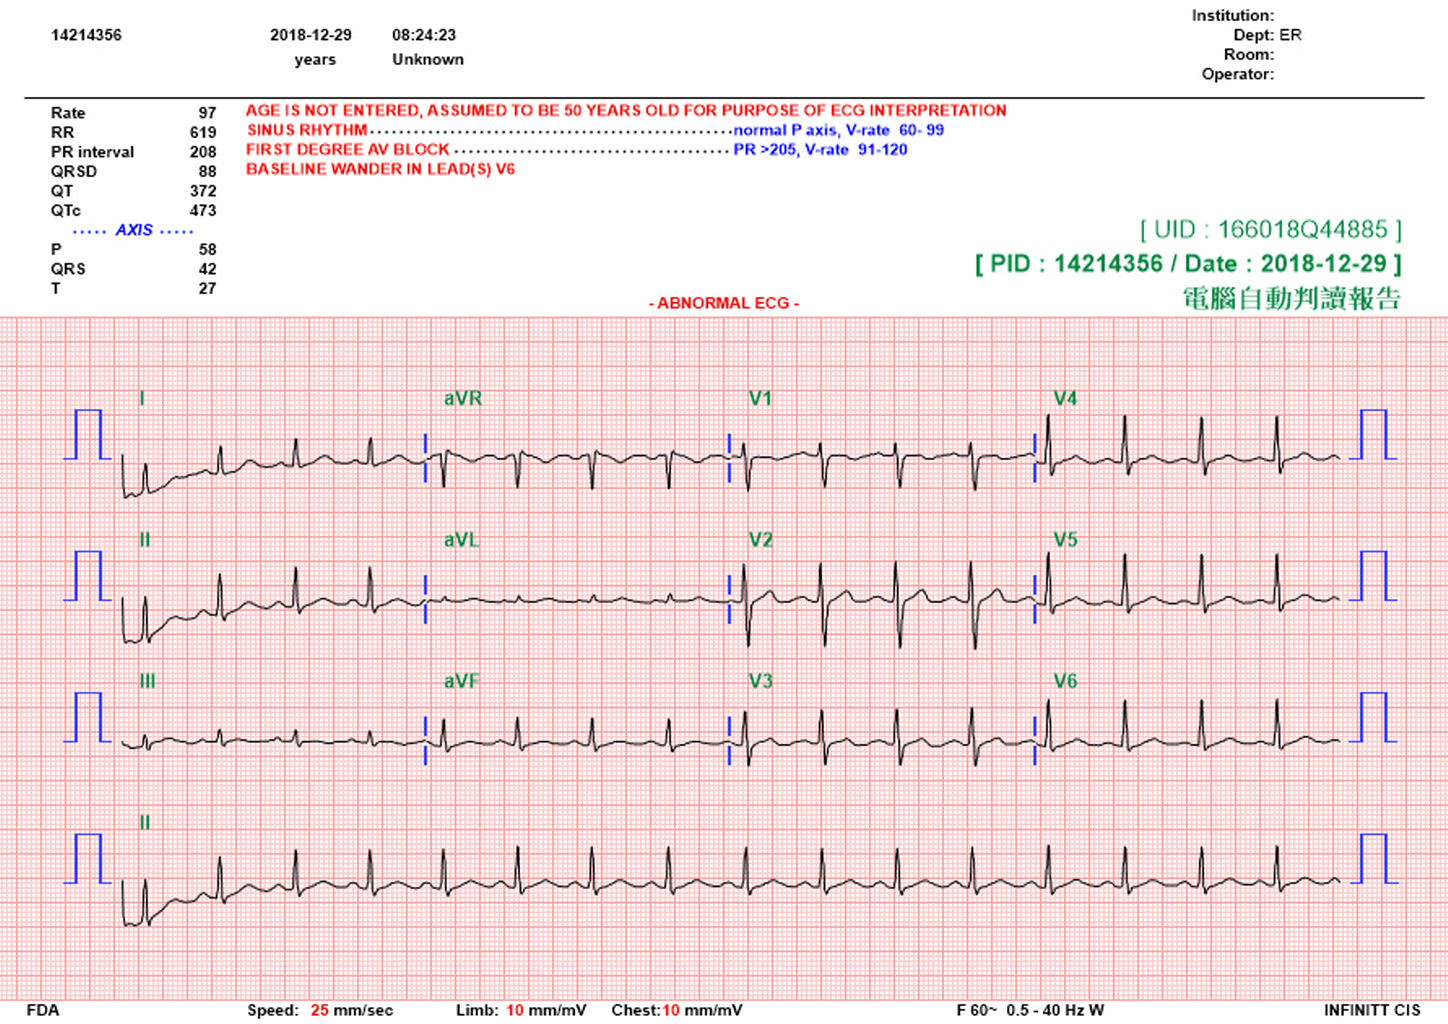 Institution:
14214356 2018-12-29 08:24:23 Dept: ER
years Unknown Room:
Operator:
Rate 97 AGE IS NOT ENTERED, ASSUMED TO BE 50 YEARS OLD FOR PURPOSE OF ECG INTERPRETATION
RR 619 SINUS RHYTHM normal P axis, V-rate 60- 99
PR interval 208 FIRST DEGREE AV BLOCK PR >205, V-rate 91-120
QRSD 88 BASELINE WANDER IN LEAD(S) V6
QT 372
QTc 473
····· AXIS ·····
P 58
QRS 42
T 27
[ UID : 166018Q44885 ]
[ PID : 14214356 / Date : 2018-12-29 ]
電腦自動判讀報告
- ABNORMAL ECG -
I aVR V1 V4
II aVL V2 V5
III aVF V3 V6
II
FDA Speed: 25 mm/sec Limb: 10 mm/mV Chest:10 mm/mV F 60~ 0.5 - 40 Hz W INFINITT CIS